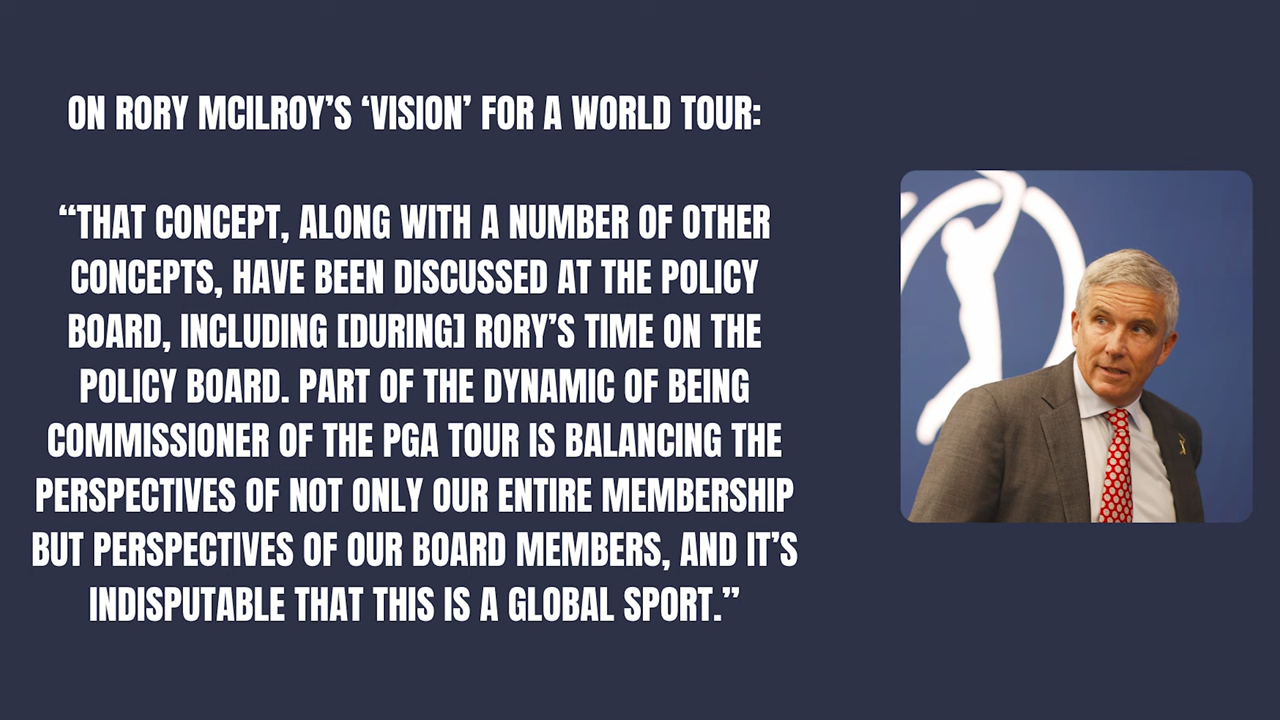 ON RORY MCILROY’S ‘VISION’ FOR A WORLD TOUR:
“THAT CONCEPT, ALONG WITH A NUMBER OF OTHER
CONCEPTS, HAVE BEEN DISCUSSED AT THE POLICY
BOARD, INCLUDING [DURING] RORY’S TIME ON THE
POLICY BOARD. PART OF THE DYNAMIC OF BEING
COMMISSIONER OF THE PGA TOUR IS BALANCING THE
PERSPECTIVES OF NOT ONLY OUR ENTIRE MEMBERSHIP
BUT PERSPECTIVES OF OUR BOARD MEMBERS, AND IT’S
INDISPUTABLE THAT THIS IS A GLOBAL SPORT.”